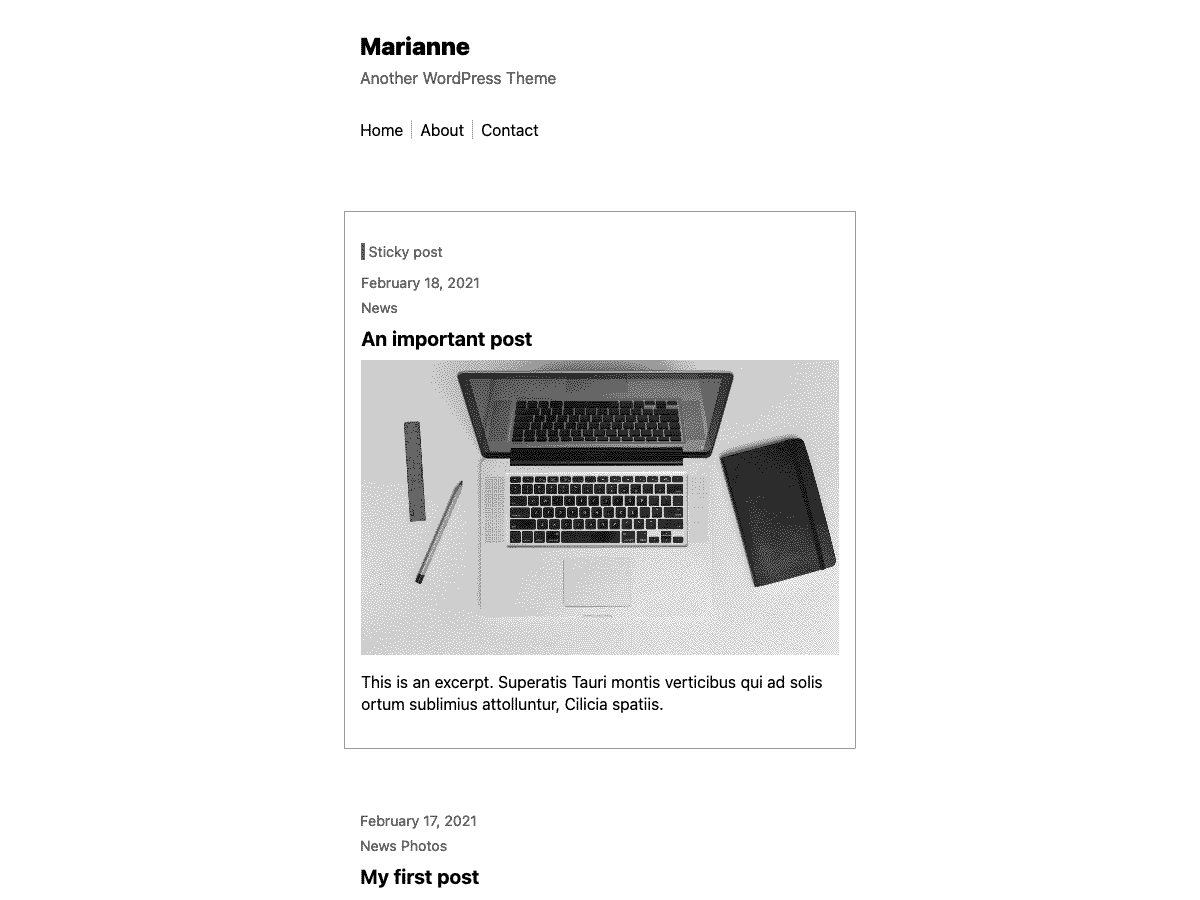 Marianne
Another WordPress Theme
Home About Contact
Sticky post
February 18, 2021
News
An important post
This is an excerpt. Superatis Tauri montis verticibus qui ad solis
ortum sublimius attolluntur, Cilicia spatiis.
February 17, 2021
News Photos
My first post